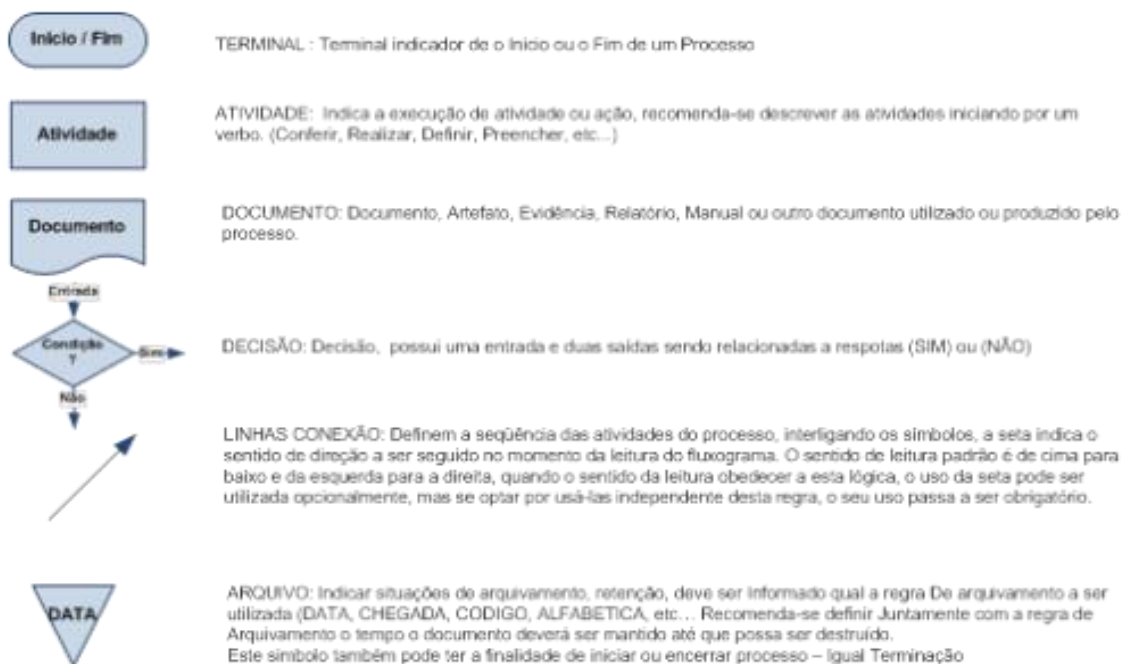 Início / Fim
TERMINAL : Terminal indicador de o Início ou o Fim de um Processo
Atividade
ATIVIDADE: Indica a execução de atividade ou ação, recomenda-se descrever as atividades iniciando por um
verbo. (Conferir, Realizar, Definir, Preencher, etc...)
Documento
DOCUMENTO: Documento, Artefato, Evidência, Relatório, Manual ou outro documento utilizado ou produzido pelo
processo.
Entrada
Condição
?
Sim
Não
DECISÃO: Decisão, possui uma entrada e duas saídas sendo relacionadas a respotas (SIM) ou (NÃO)
LINHAS CONEXÃO: Definem a seqüência das atividades do processo, interligando os símbolos, a seta indica o
sentido de direção a ser seguido no momento da leitura do fluxograma. O sentido de leitura padrão é de cima para
baixo e da esquerda para a direita, quando o sentido da leitura obedecer a esta lógica, o uso da seta pode ser
utilizada opcionalmente, mas se optar por usá-las independente desta regra, o seu uso passa a ser obrigatório.
DATA
ARQUIVO: Indicar situações de arquivamento, retenção, deve ser Informado qual a regra De arquivamento a ser
utilizada (DATA, CHEGADA, CODIGO, ALFABETICA, etc... Recomenda-se definir Juntamente com a regra de
Arquivamento o tempo o documento deverá ser mantido até que possa ser destruído.
Este simbolo também pode ter a finalidade de iniciar ou encerrar processo – Igual Terminação